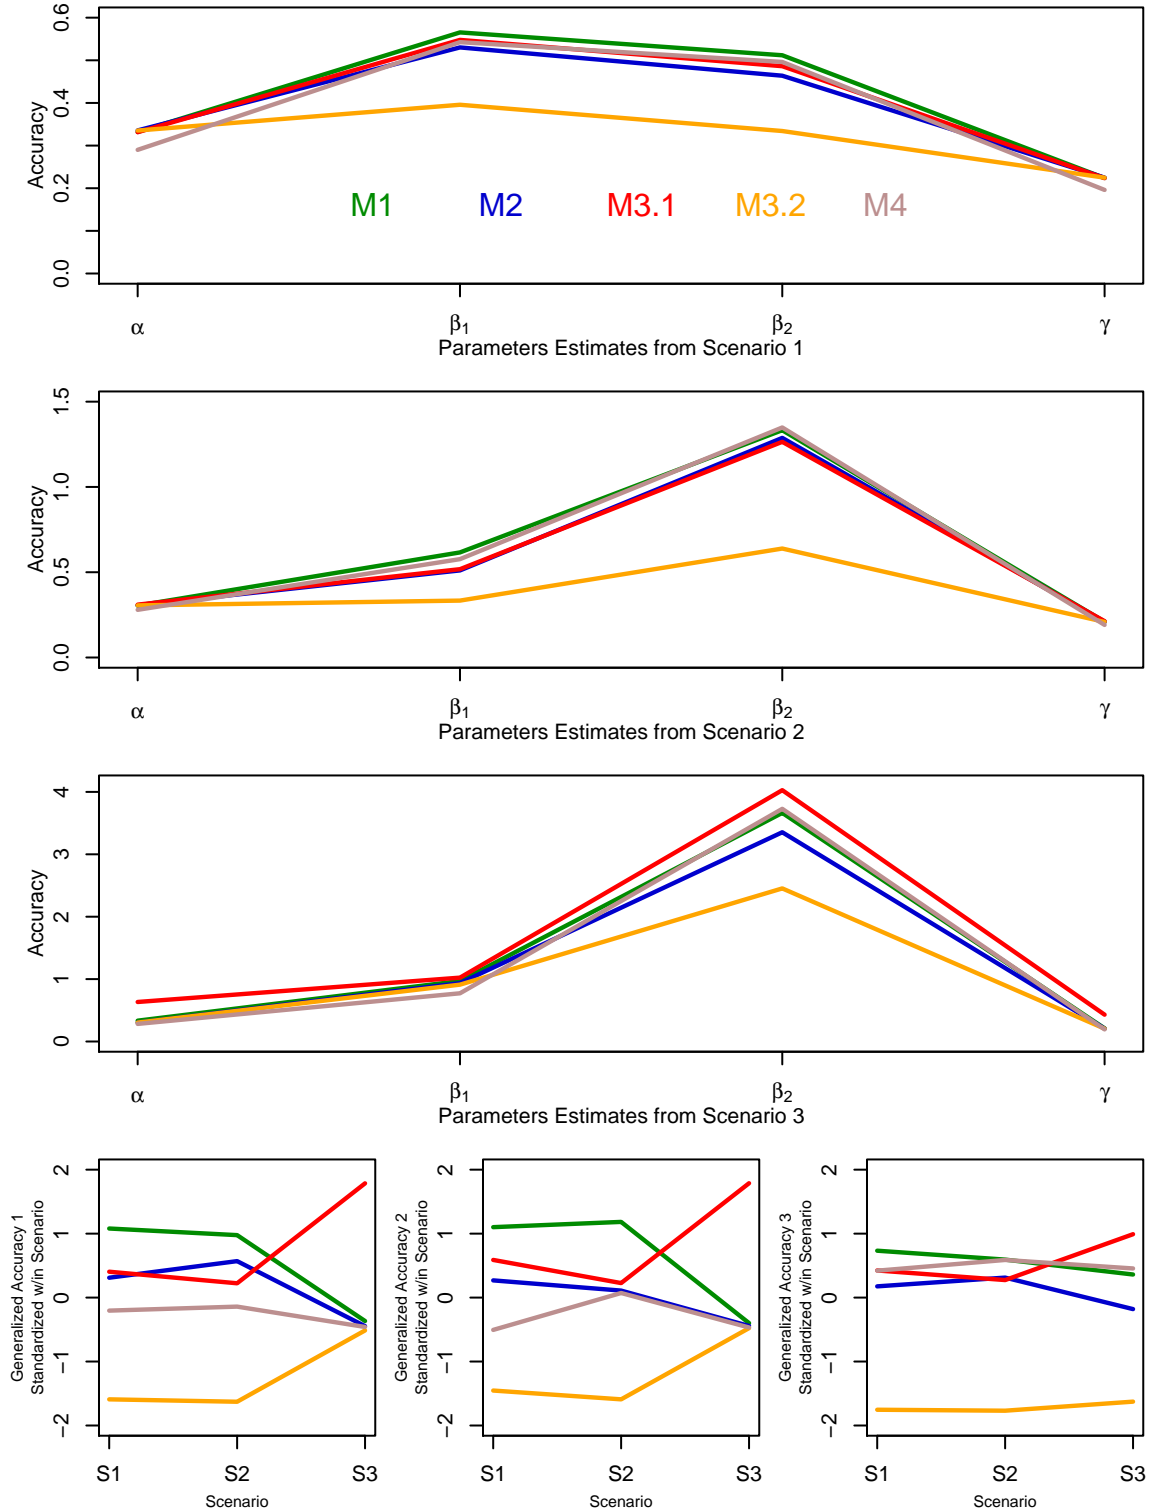 0.0 0.2 0.4 0.6
Accuracy
M1 M2 M3.1 M3.2 M4
α β1 β2 γ
Parameters Estimates from Scenario 1
0.0 0.5 1.0 1.5
Accuracy
α β1 β2 γ
Parameters Estimates from Scenario 2
0 1 2 3 4
Accuracy
α β1 β2 γ
Parameters Estimates from Scenario 3
−2 −1 0 1 2
Generalized Accuracy 1
Standardized w/in Scenario
S1 S2 S3
Scenario
−2 −1 0 1 2
Generalized Accuracy 2
Standardized w/in Scenario
S1 S2 S3
Scenario
−2 −1 0 1 2
Generalized Accuracy 3
Standardized w/in Scenario
S1 S2 S3
Scenario